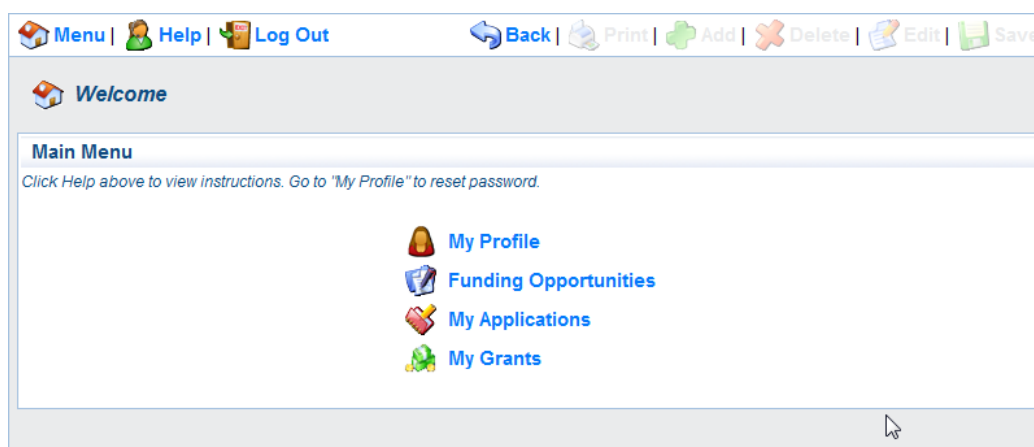 Menu | Help | Log Out Back | Print | Add | Delete | Edit | Save
Welcome
Main Menu
Click Help above to view instructions. Go to "My Profile" to reset password.
My Profile
Funding Opportunities
My Applications
My Grants